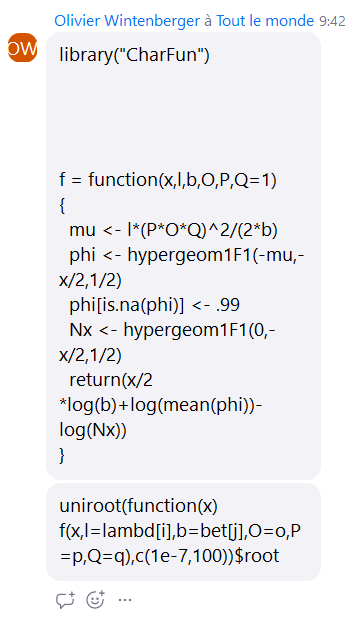 Olivier Wintenberger à Tout le monde 9:42
OW
library("CharFun")
f = function(x,l,b,O,P,Q=1)
{
mu <- l*(P*O*Q)^2/(2*b)
phi <- hypergeom1F1(-mu,-
x/2,1/2)
phi[is.na(phi)] <- .99
Nx <- hypergeom1F1(0,-
x/2,1/2)
return(x/2
*log(b)+log(mean(phi))-
log(Nx))
}
uniroot(function(x)
f(x,l=lambd[i],b=bet[j],O=o,P
=p,Q=q),c(1e-7,100))$root